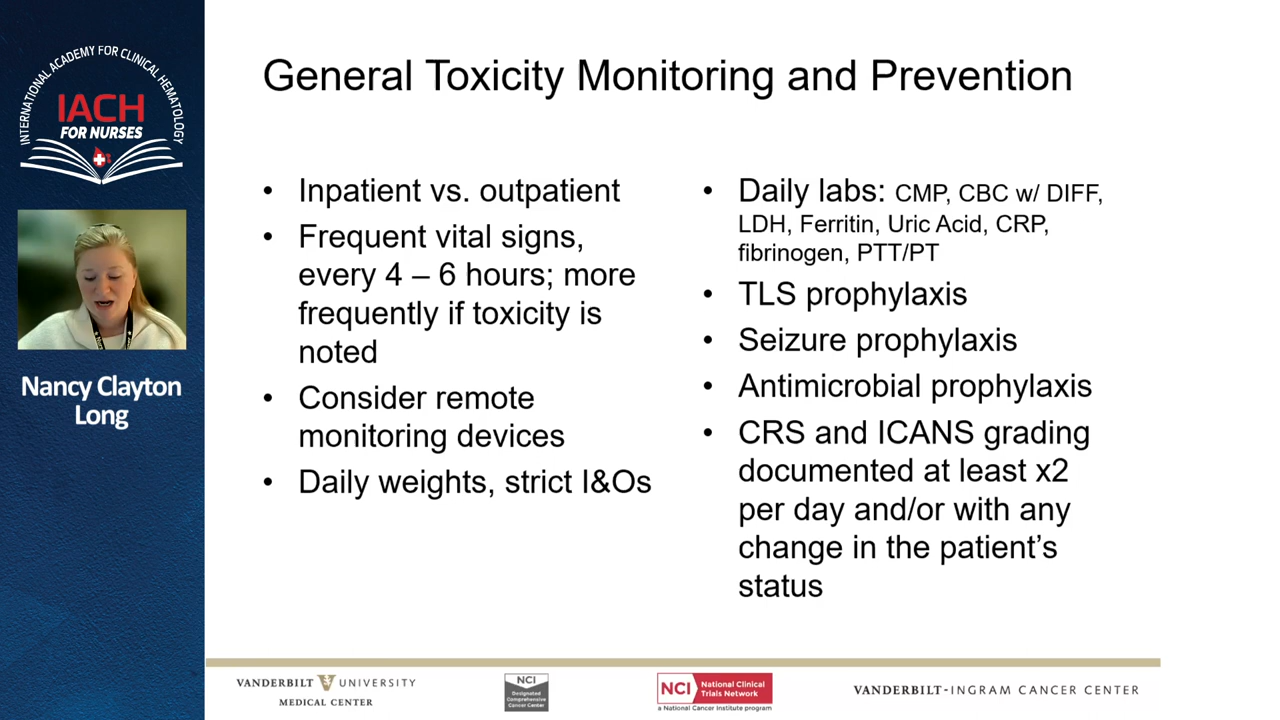 INTERNATIONAL ACADEMY FOR CLINICAL HEMATOLOGY
IACH
FOR NURSES
Nancy Clayton
Long
General Toxicity Monitoring and Prevention
• Inpatient vs. outpatient
• Frequent vital signs,
every 4 – 6 hours; more
frequently if toxicity is
noted
• Consider remote
monitoring devices
• Daily weights, strict I&Os
• Daily labs: CMP, CBC w/ DIFF,
LDH, Ferritin, Uric Acid, CRP,
fibrinogen, PTT/PT
• TLS prophylaxis
• Seizure prophylaxis
• Antimicrobial prophylaxis
• CRS and ICANS grading
documented at least x2
per day and/or with any
change in the patient’s
status
VANDERBILT V UNIVERSITY
MEDICAL CENTER
NCI
Designated
Comprehensive
Cancer Center
NCI National Clinical
Trials Network
a National Cancer Institute program
VANDERBILT-INGRAM CANCER CENTER